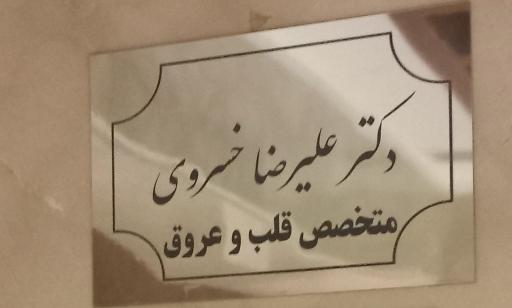 دکتر علیرضا خسروی
متخصص قلب و عروق